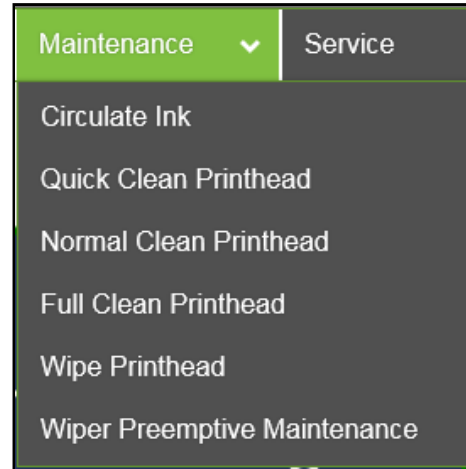 Maintenance Service
Circulate Ink
Quick Clean Printhead
Normal Clean Printhead
Full Clean Printhead
Wipe Printhead
Wiper Preemptive Maintenance